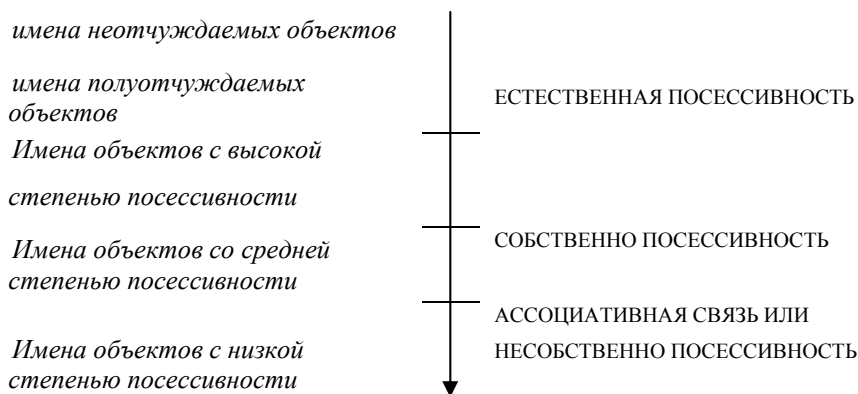 имена неотчуждаемых объектов
имена полуотчуждаемых
объектов
ЕСТЕСТВЕННАЯ ПОСЕССИВНОСТЬ
Имена объектов с высокой
степенью посессивности
Имена объектов со средней
степенью посессивности
СОБСТВЕННО ПОСЕССИВНОСТЬ
АССОЦИАТИВНАЯ СВЯЗЬ ИЛИ
НЕСОБСТВЕННО ПОСЕССИВНОСТЬ
Имена объектов с низкой
степенью посессивности